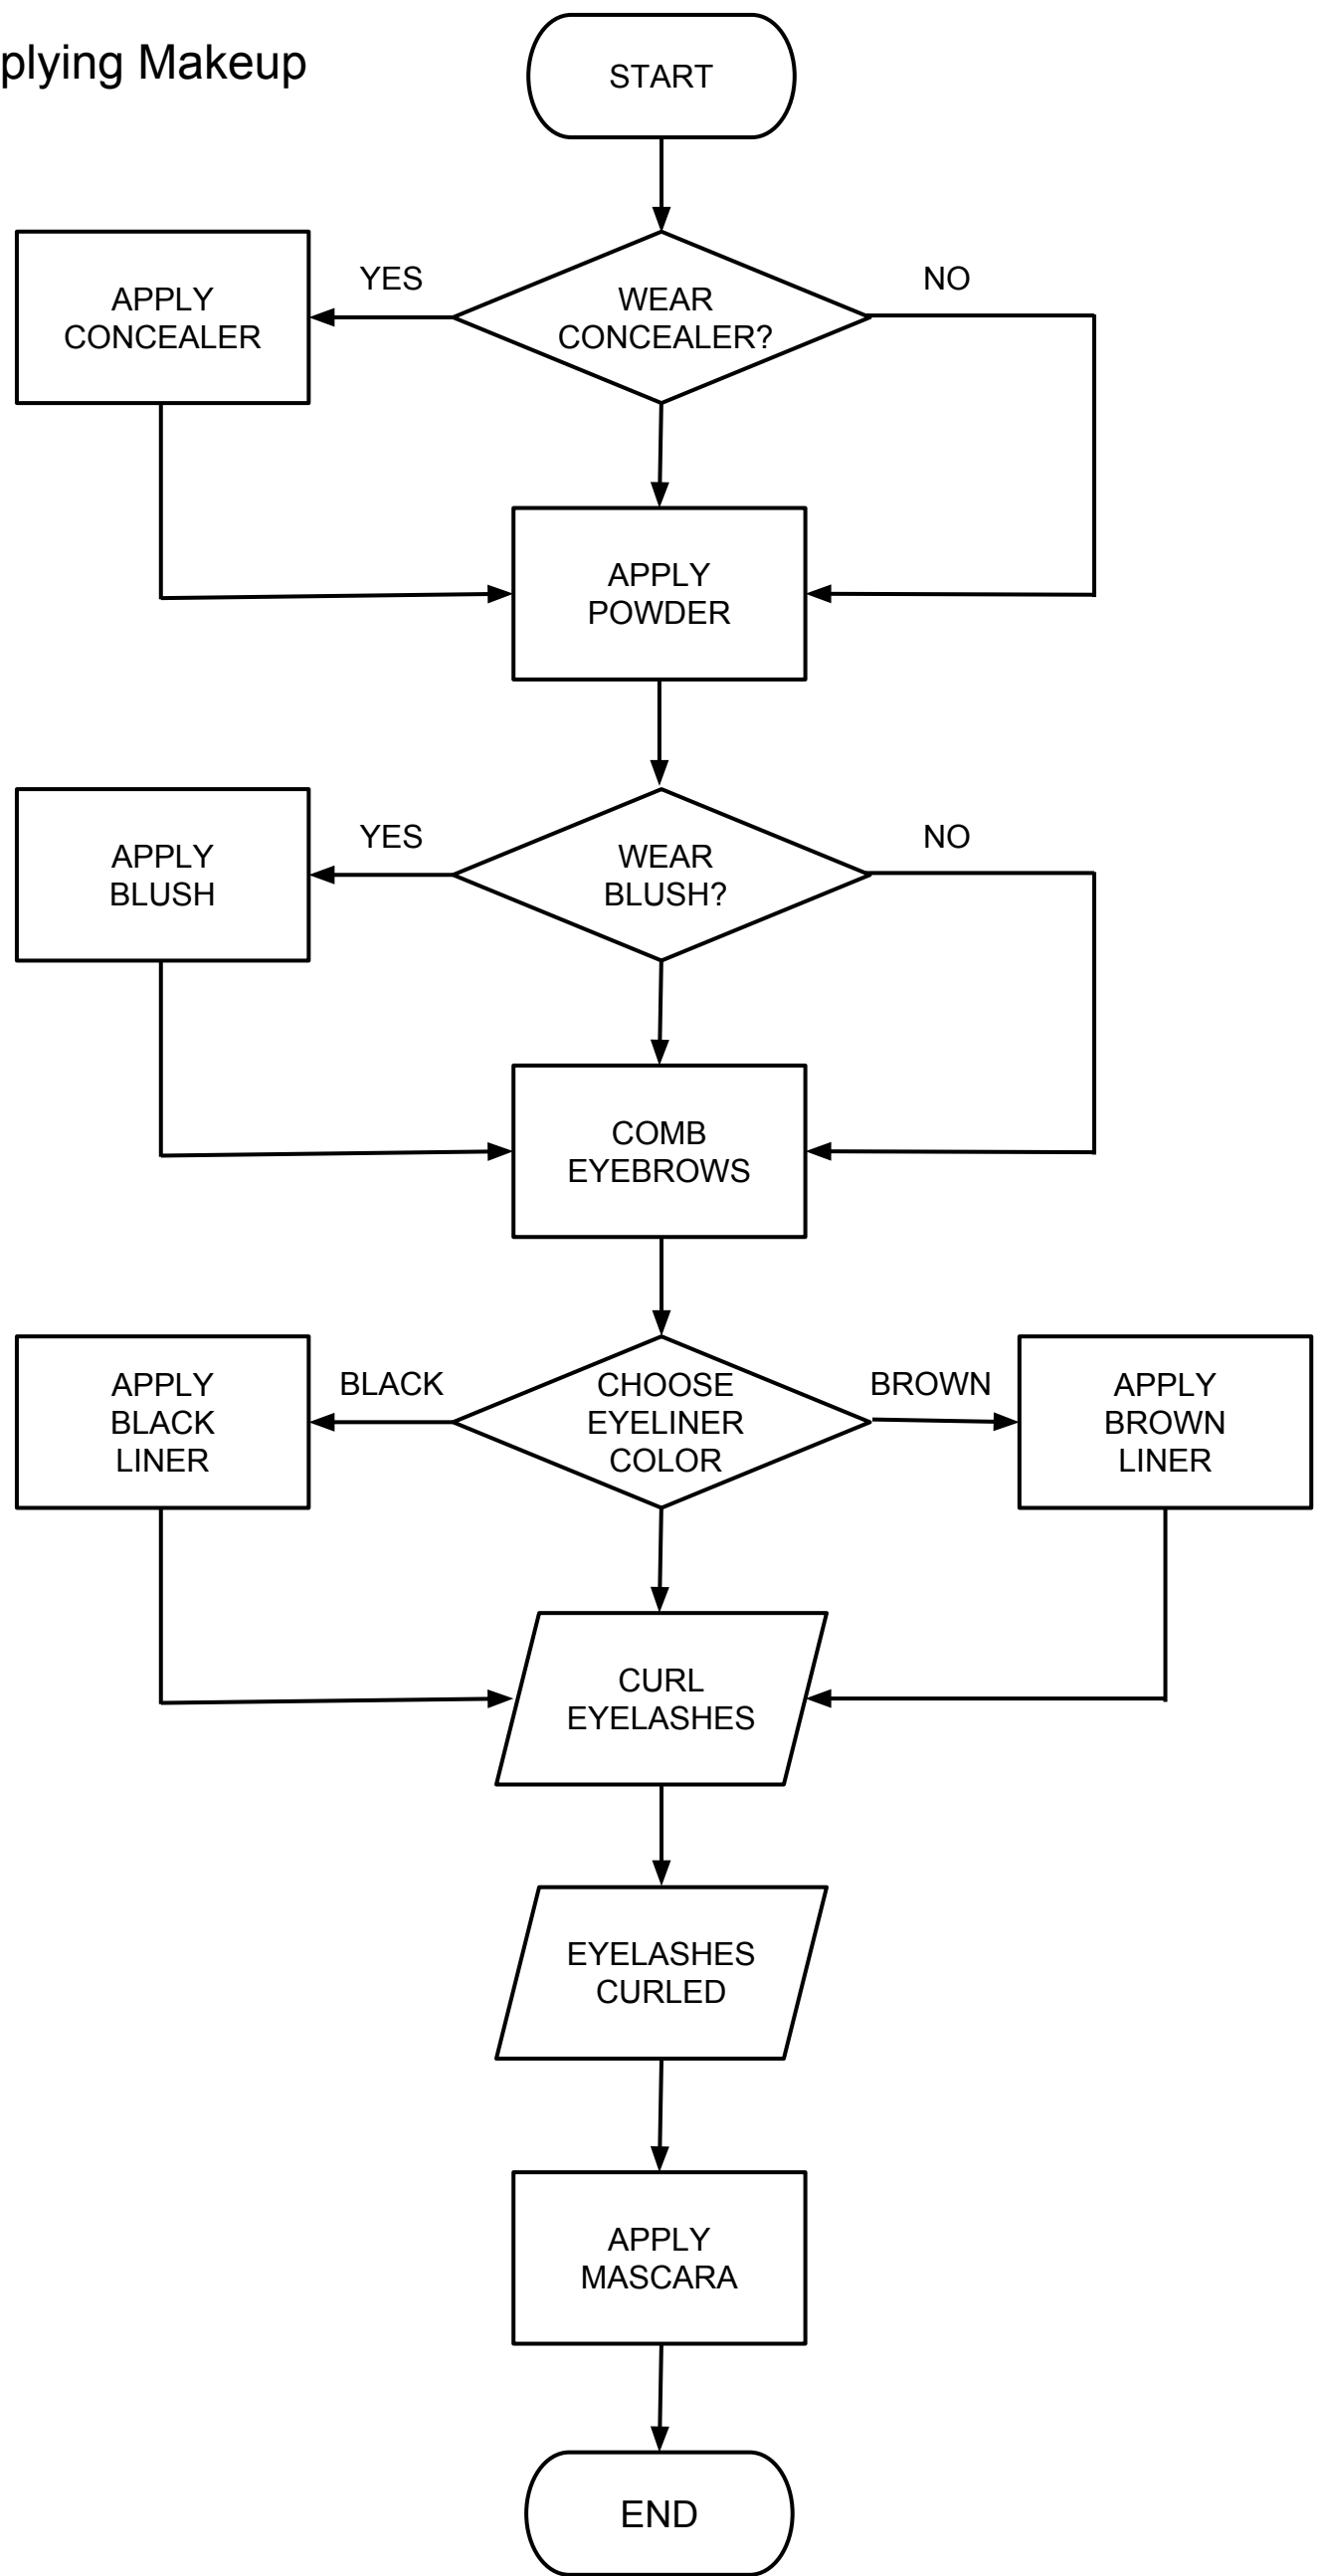 plying Makeup
START
YES
NO
APPLY
CONCEALER
WEAR
CONCEALER?
APPLY
POWDER
YES
NO
APPLY
BLUSH
WEAR
BLUSH?
COMB
EYEBROWS
APPLY
BLACK
LINER
BLACK
CHOOSE
EYELINER
COLOR
BROWN
APPLY
BROWN
LINER
CURL
EYELASHES
EYELASHES
CURLED
APPLY
MASCARA
END